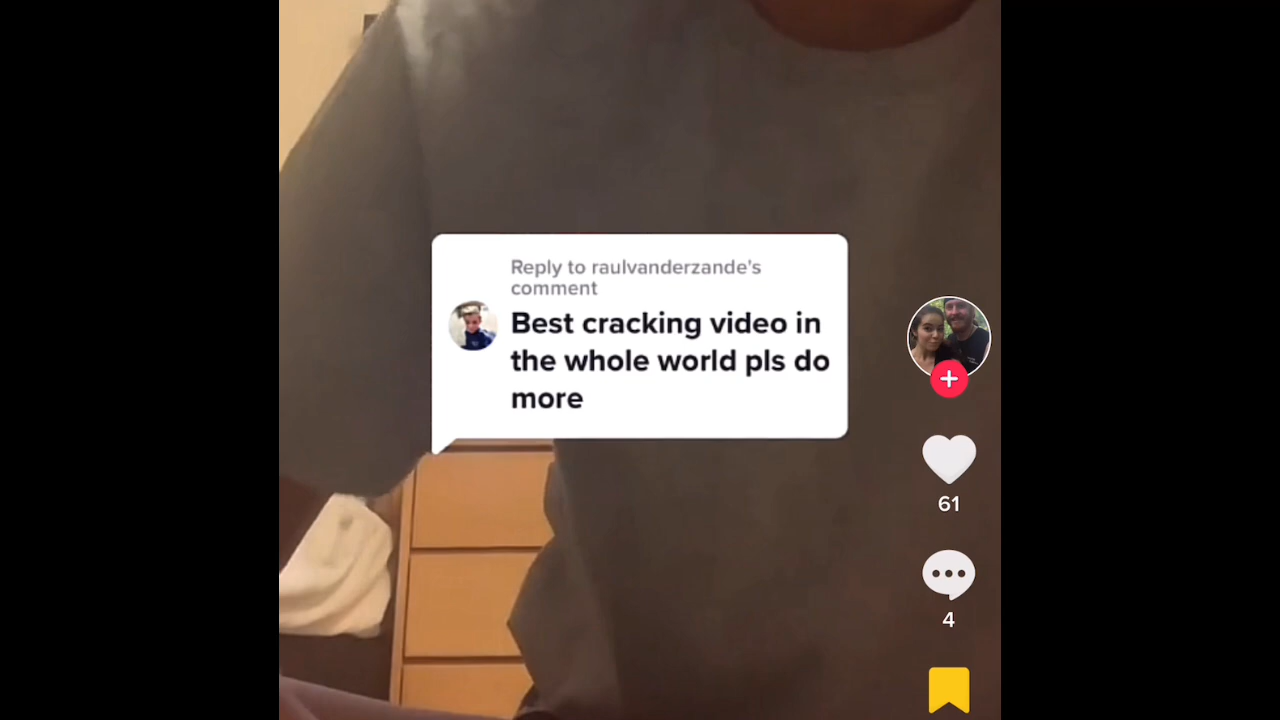 Reply to raulvanderzande's
comment
Best cracking video in
the whole world pls do
more
61
4